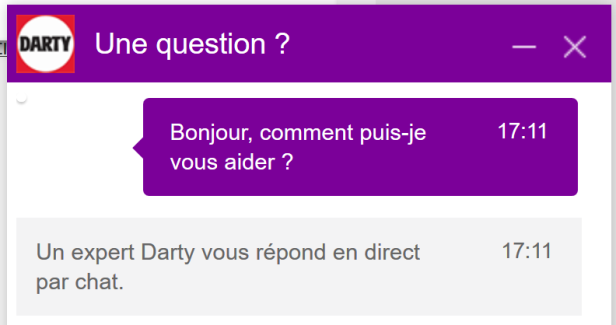 DARTY
Une question ?
Bonjour, comment puis-je
17:11
vous aider ?
Un expert Darty vous répond en direct
17:11
par chat.